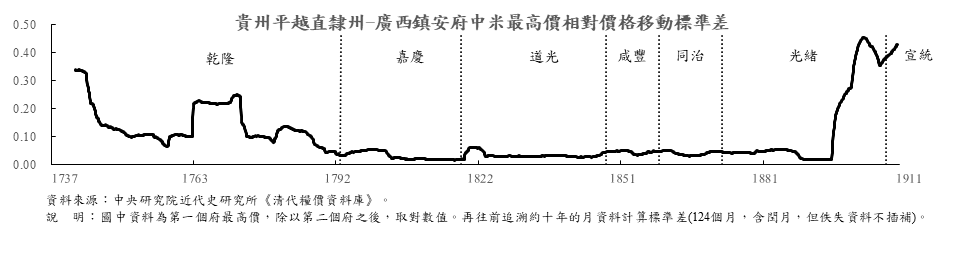 貴州平越直隸州-廣西鎮安府中米最高價相對價格移動標準差
0.50
0.40
0.30
0.20
0.10
0.00
乾隆 嘉慶 道光 咸豐 同治 光緒 宣統
1737 1763 1792 1822 1851 1881 1911
資料來源：中央研究院近代史研究所《清代糧價資料庫》。
說　明：圖中資料為第一個府最高價，除以第二個府之後，取對數值。再往前追溯約十年的月資料計算標準差(124個月，含閏月，但佚失資料不插補)。